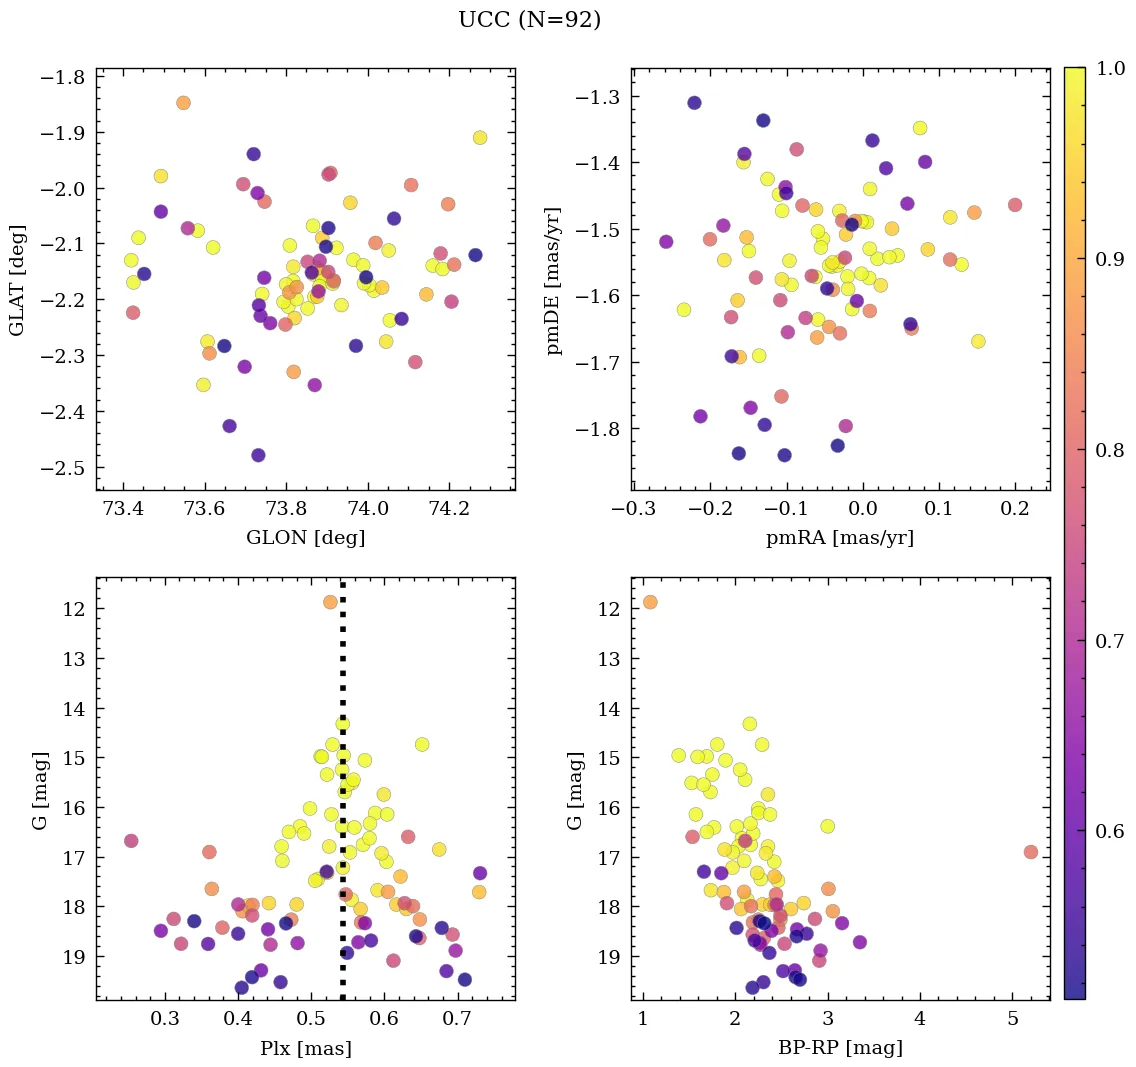 UCC (N=92)
−1.8
−1.9
−2.0
−2.1
−2.2
−2.3
−2.4
−2.5
GLAT [deg]
73.4 73.6 73.8 74.0 74.2
GLON [deg]
−1.3
−1.4
−1.5
−1.6
−1.7
−1.8
pmDE [mas/yr]
−0.3 −0.2 −0.1 0.0 0.1 0.2
pmRA [mas/yr]
12
13
14
15
16
17
18
19
G [mag]
0.3 0.4 0.5 0.6 0.7
Plx [mas]
12
13
14
15
16
17
18
19
G [mag]
1 2 3 4 5
BP-RP [mag]
1.0
0.9
0.8
0.7
0.6